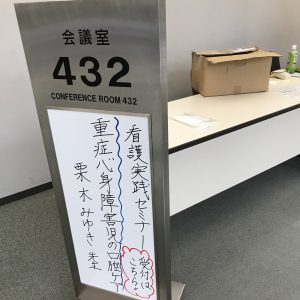 会議室
432
CONFERENCE ROOM 432
看護実践セミナー
受付は
こちら
重症心身障害児の口腔ケア
栗木みゆき 先生